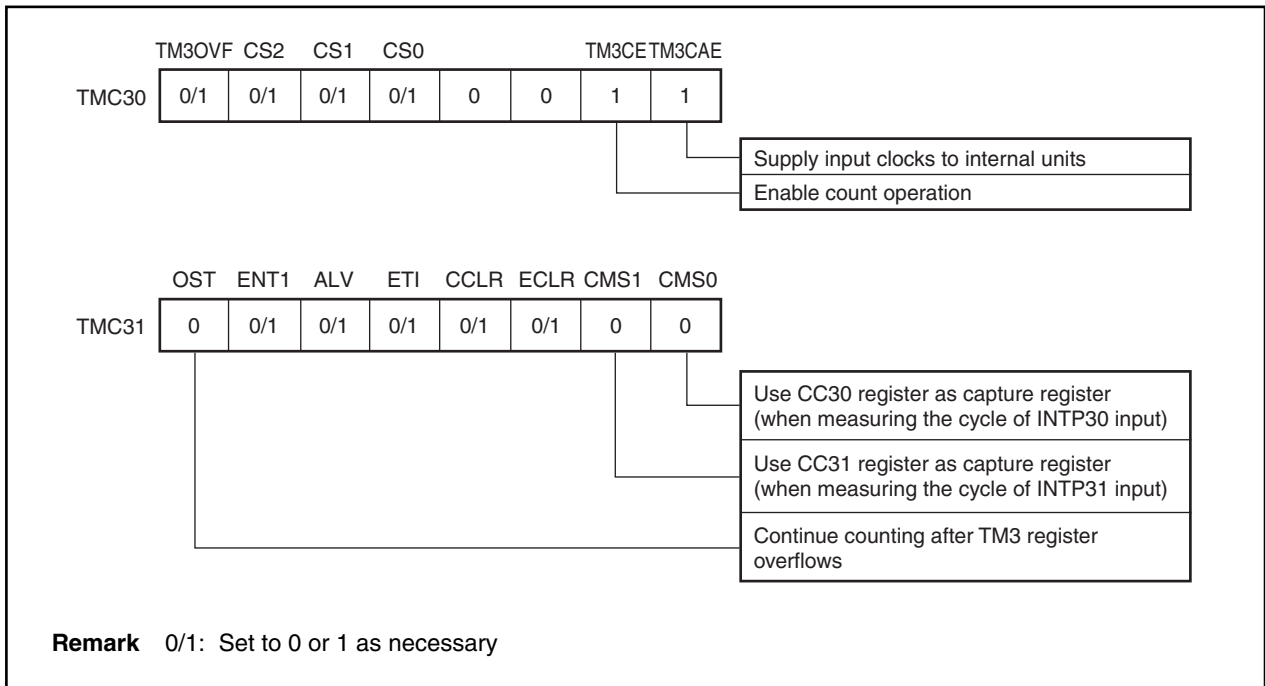 TM3OVF CS2 CS1 CS0 TM3CE TM3CAE
TMC30 0/1 0/1 0/1 0/1 0 0 1 1
Supply input clocks to internal units
Enable count operation
OST ENT1 ALV ETI CCLR ECLR CMS1 CMS0
TMC31 0 0/1 0/1 0/1 0/1 0/1 0 0
Use CC30 register as capture register
(when measuring the cycle of INTP30 input)
Use CC31 register as capture register
(when measuring the cycle of INTP31 input)
Continue counting after TM3 register
overflows
Remark 0/1: Set to 0 or 1 as necessary